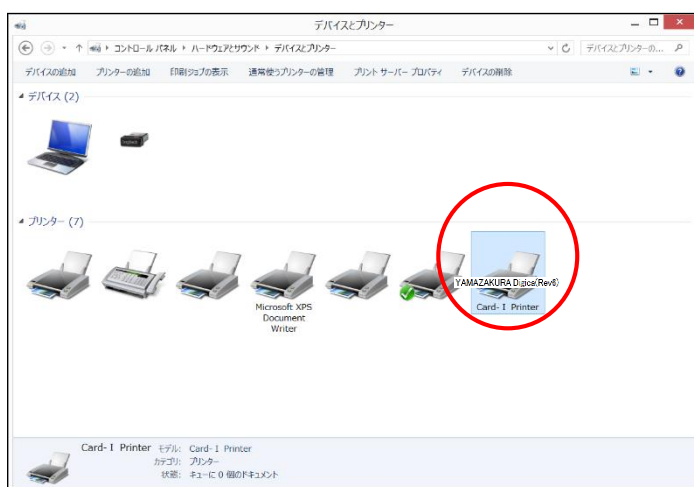 デバイスとプリンター
コントロール パネル ハードウェアとサウンド デバイスとプリンター
デバイスとプリンターの...
デバイスの追加 プリンターの追加 印刷ジョブの表示 通常使うプリンターの管理 プリント サーバー プロパティ デバイスの削除
デバイス (2)
プリンター (7)
YAMAZAKURA Digica(Rev6)
Microsoft XPS
Document
Writer
Card-I Printer
Card-I Printer モデル: Card-I Printer
カテゴリ: プリンター
状態: キューに 0 個のドキュメント